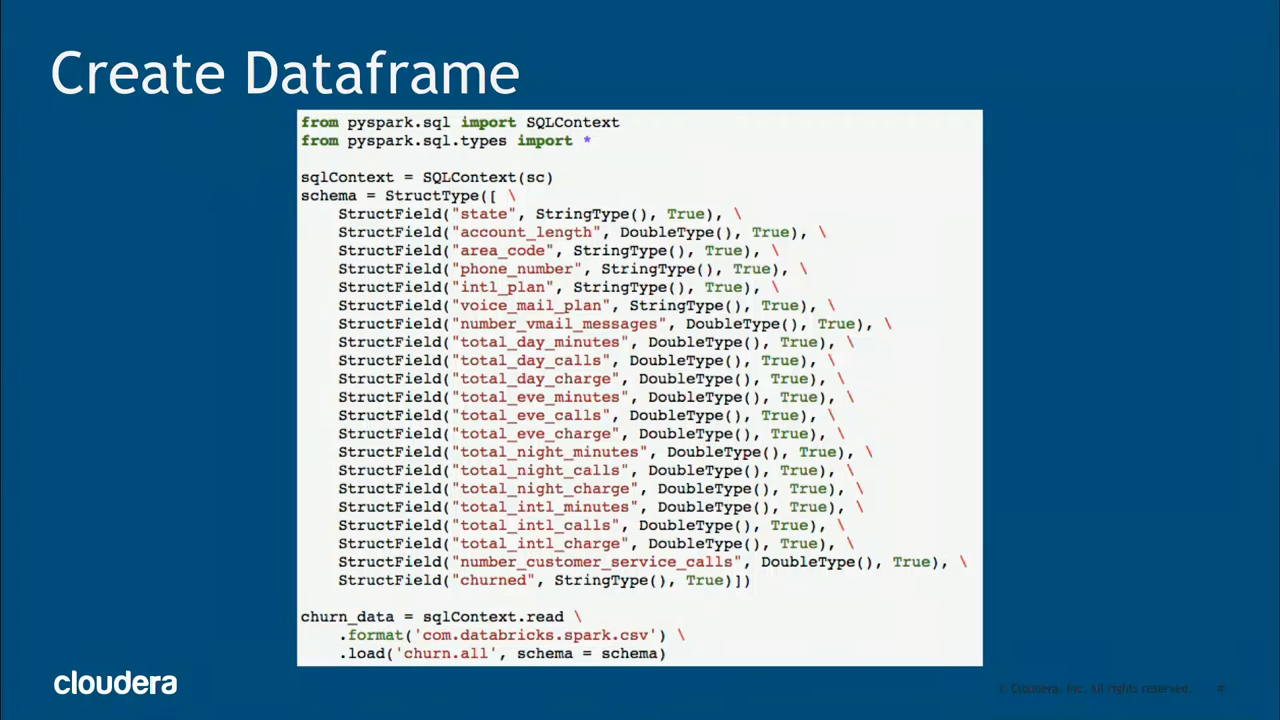 Create Dataframe
from pyspark.sql import SQLContext
from pyspark.sql.types import *
sqlContext = SQLContext(sc)
schema = StructType([ \
    StructField("state", StringType(), True), \
    StructField("account_length", DoubleType(), True), \
    StructField("area_code", StringType(), True), \
    StructField("phone_number", StringType(), True), \
    StructField("intl_plan", StringType(), True), \
    StructField("voice_mail_plan", StringType(), True), \
    StructField("number_vmail_messages", DoubleType(), True), \
    StructField("total_day_minutes", DoubleType(), True), \
    StructField("total_day_calls", DoubleType(), True), \
    StructField("total_day_charge", DoubleType(), True), \
    StructField("total_eve_minutes", DoubleType(), True), \
    StructField("total_eve_calls", DoubleType(), True), \
    StructField("total_eve_charge", DoubleType(), True), \
    StructField("total_night_minutes", DoubleType(), True), \
    StructField("total_night_calls", DoubleType(), True), \
    StructField("total_night_charge", DoubleType(), True), \
    StructField("total_intl_minutes", DoubleType(), True), \
    StructField("total_intl_calls", DoubleType(), True), \
    StructField("total_intl_charge", DoubleType(), True), \
    StructField("number_customer_service_calls", DoubleType(), True), \
    StructField("churned", StringType(), True)])
churn_data = sqlContext.read \
    .format('com.databricks.spark.csv') \
    .load('churn.all', schema = schema)
cloudera
© Cloudera, Inc. All rights reserved.